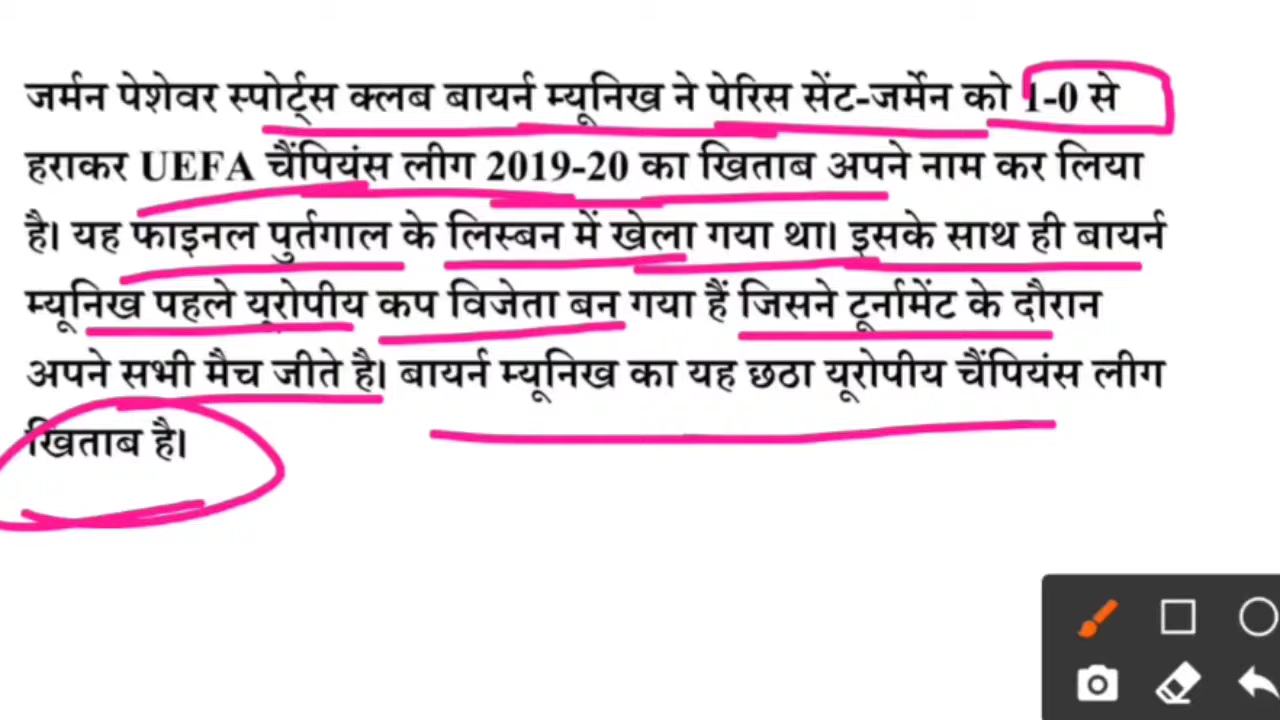 जर्मन पेशेवर स्पोर्ट्स क्लब बायर्न म्यूनिख ने पेरिस सेंट-जर्मेन को 1-0 से
हराकर UEFA चैंपियंस लीग 2019-20 का खिताब अपने नाम कर लिया
है। यह फाइनल पुर्तगाल के लिस्बन में खेला गया था। इसके साथ ही बायर्न
म्यूनिख पहले यूरोपीय कप विजेता बन गया हैं जिसने टूर्नामेंट के दौरान
अपने सभी मैच जीते है। बायर्न म्यूनिख का यह छठा यूरोपीय चैंपियंस लीग
खिताब है।